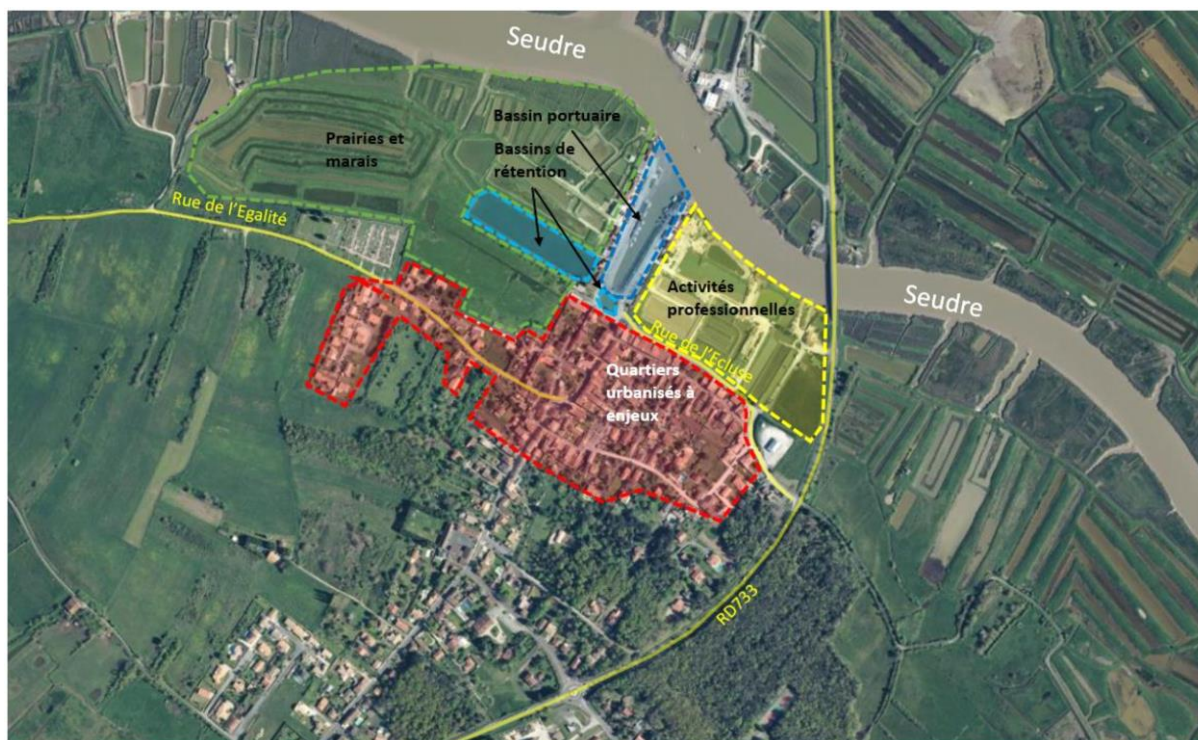 Seudre
Bassin portuaire
Bassins de
rétention
Prairies et
marais
Rue de l'Egalité
Activités
professionnelles
Seudre
Rue de l'Ecluse
Quartiers
urbanisés à
enjeux
RD733